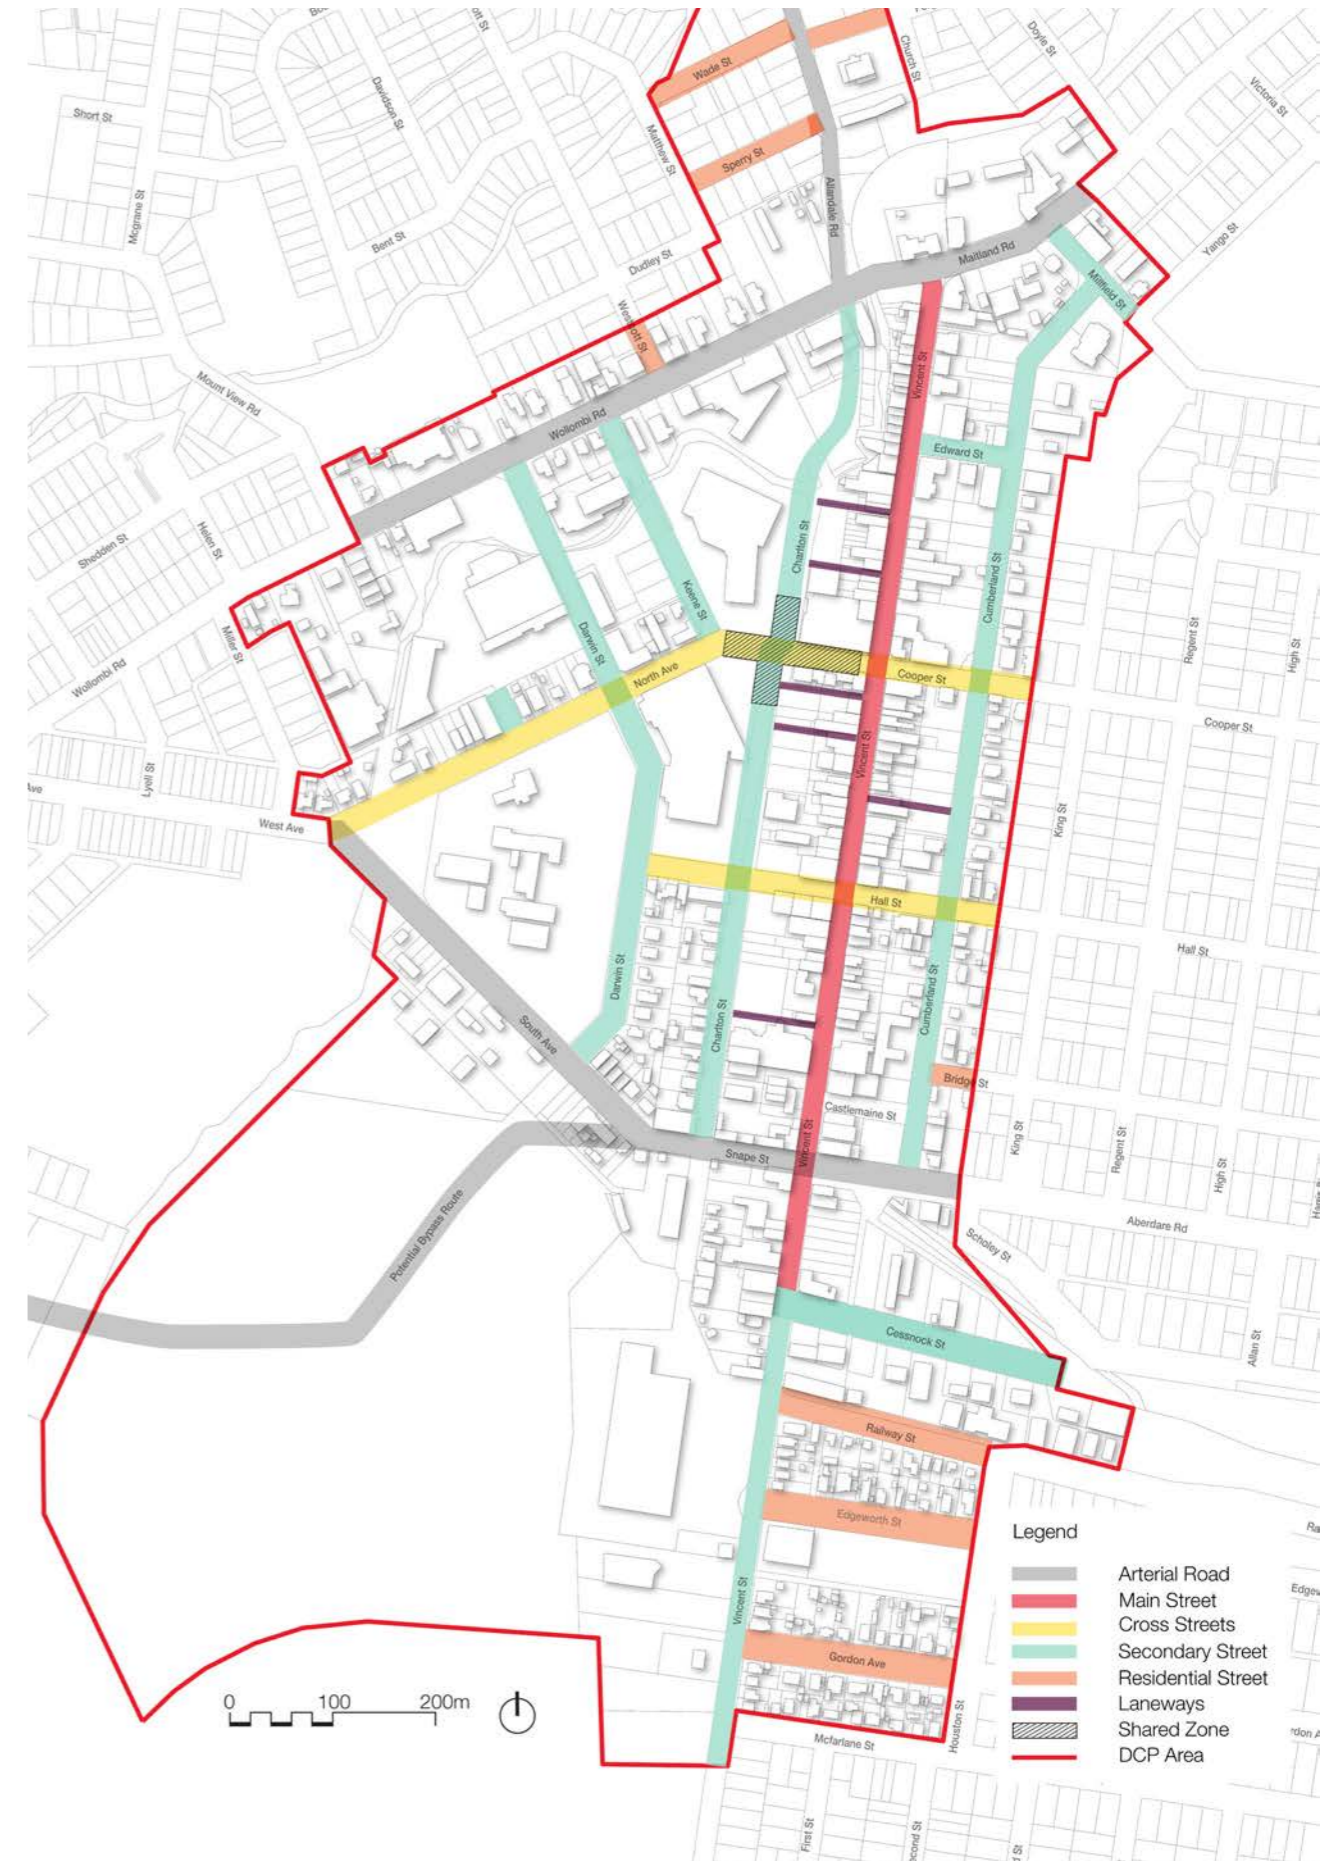 Church St
Doyle St
Wade St
Victoria St
Davidson St
Short St
Matthew St
Sperry St
Allandale Rd
Mcgrane St
Yango St
Bent St
Maitland Rd
Dudley St
Millfield St
Westcott St
Vincent St
Mount View Rd
Wollombi Rd
Edward St
Helen St
Shedden St
Charlton St
Cumberland St
Keene St
Darwin St
Miller St
Regent St
High St
Wollombi Rd
North Ave
Cooper St
Cooper St
Vincent St
Lyell St
Ave
West Ave
King St
Hall St
Hall St
Darwin St
Cumberland St
Charlton St
South Ave
Bridge St
Castlemaine St
King St
Regent St
High St
Vincent St
Snape St
Aberdare Rd
Potential Bypass Route
Scholey St
Cessnock St
Allan St
Railway St
Edgeworth St
Legend
Arterial Road
Main Street
Cross Streets
Secondary Street
Residential Street
Laneways
Shared Zone
DCP Area
Vincent St
Gordon Ave
0 100 200m
Houston St
Mcfarlane St
First St